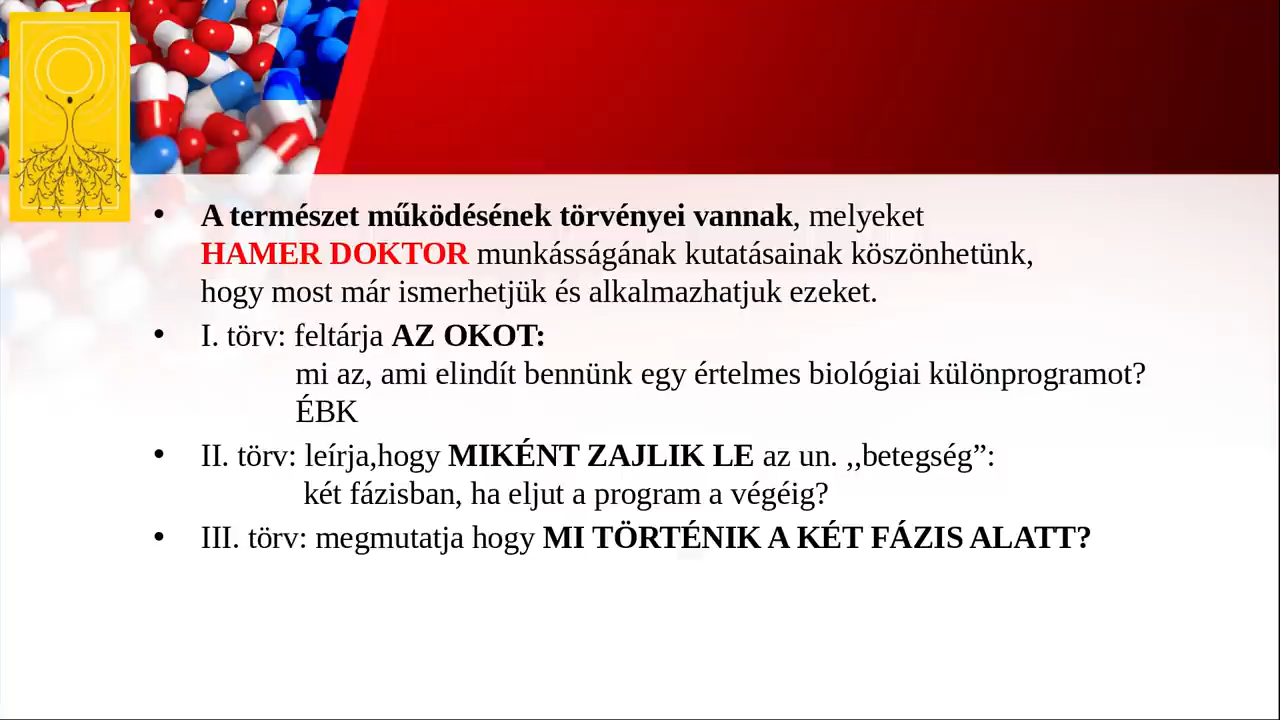 • A természet működésének törvényei vannak, melyeket
HAMER DOKTOR munkásságának kutatásainak köszönhetünk,
hogy most már ismerhetjük és alkalmazhatjuk ezeket.
• I. törv: feltárja AZ OKOT:
mi az, ami elindít bennünk egy értelmes biológiai különprogramot?
ÉBK
• II. törv: leírja,hogy MIKÉNT ZAJLIK LE az un. ,,betegség”:
két fázisban, ha eljut a program a végéig?
• III. törv: megmutatja hogy MI TÖRTÉNIK A KÉT FÁZIS ALATT?